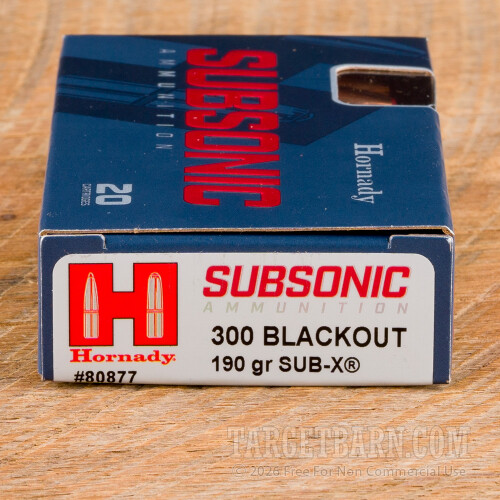 SUBSONIC
AMMUNITION
Hornady
20
CARTRIDGES
Hornady
#80877
SUBSONIC
AMMUNITION
300 BLACKOUT
190 gr SUB-X®
TARGETBARN.COM
© 2026 Free For Non Commercial Use